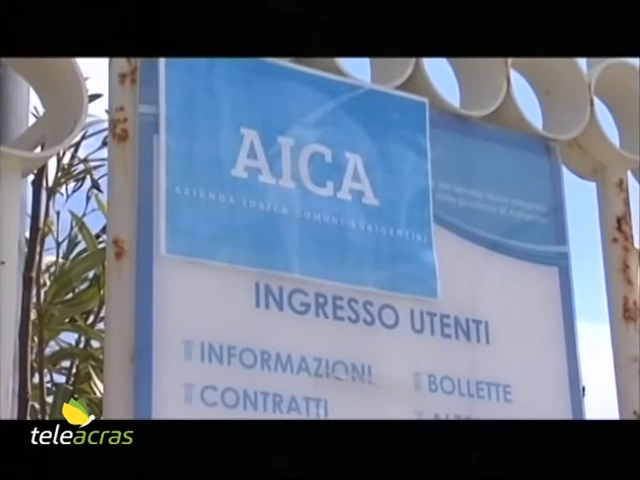 AICA
AZIENDA IDRICA COMUNI AGRIGENTINI
INGRESSO UTENTI
INFORMAZIONI
BOLLETTE
CONTRATTI
teleacras